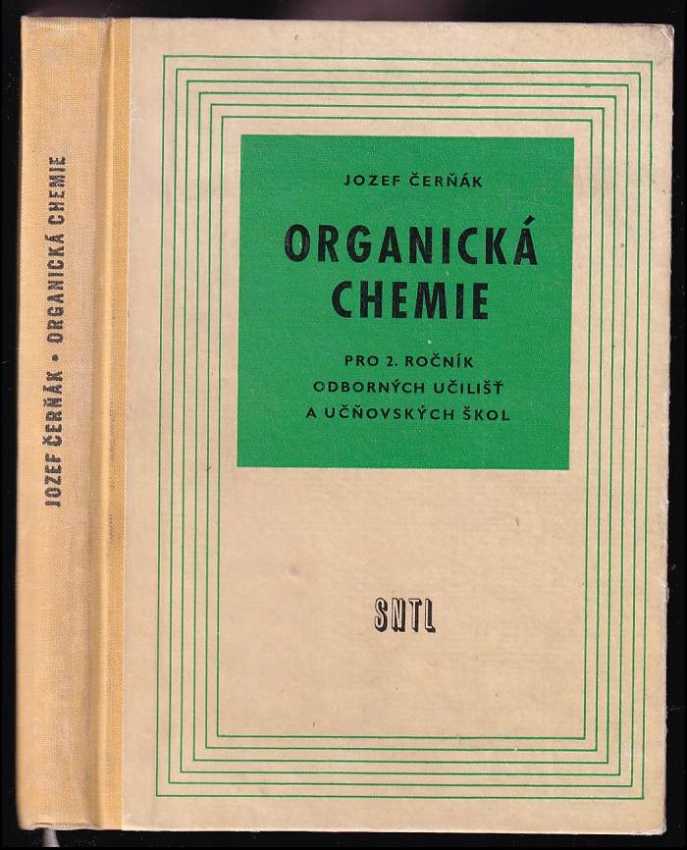 JOZEF ČERŇÁK • ORGANICKÁ CHEMIE
JOZEF ČERŇÁK
ORGANICKÁ
CHEMIE
PRO 2. ROČNÍK
ODBORNÝCH UČILIŠŤ
A UČŇOVSKÝCH ŠKOL
SNTL